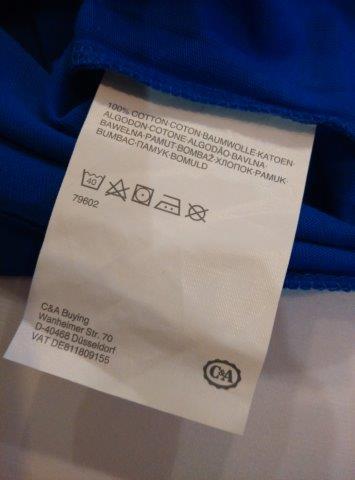 100% COTTON·COTON·BAUMWOLLE·KATOEN·
ALGODON·COTONE·ALGODÃO·BAVLNA·
BAWEŁNA·PAMUT·BOMBAŽ·ХЛОПОК·PAMUK·
BUMBAC·ПАМУК·BOMULD
40
79602
C&A Buying
Wanheimer Str. 70
D-40468 Düsseldorf
VAT DE811809155
C&A